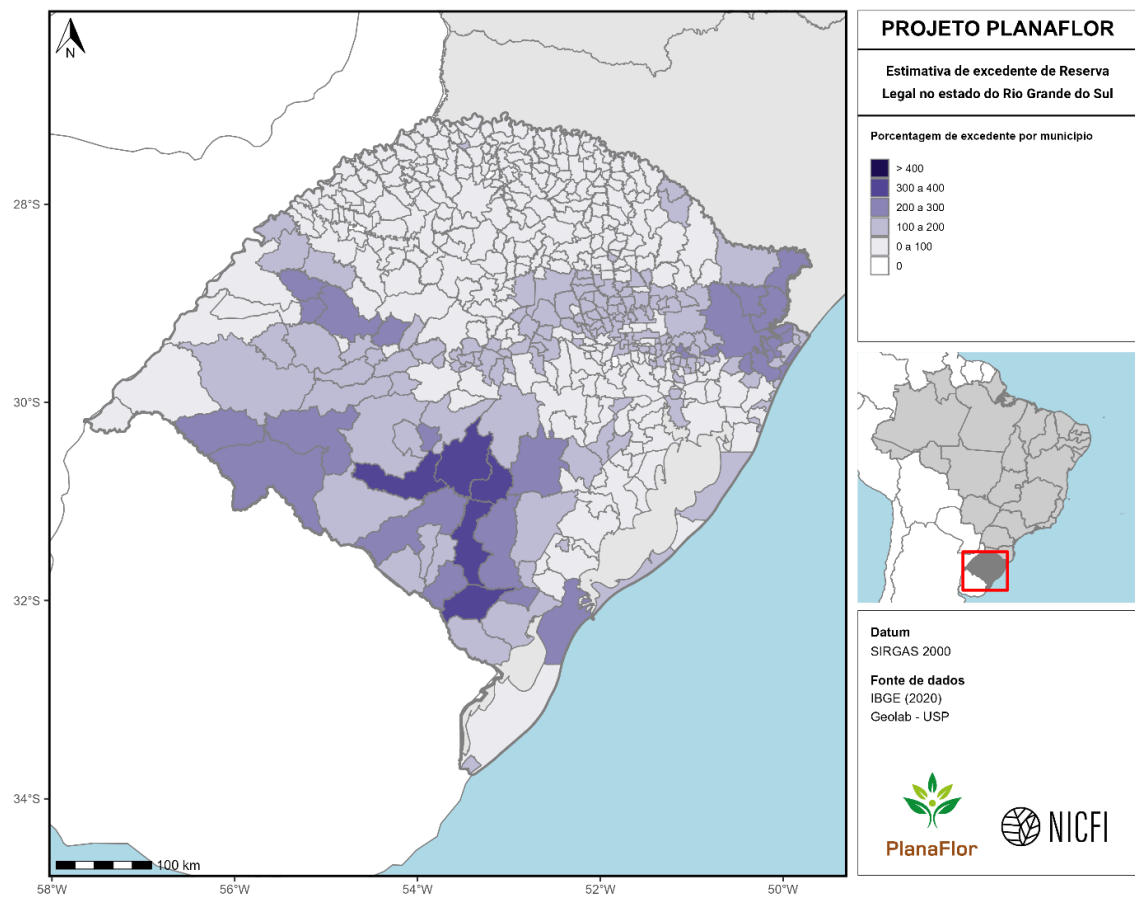 PROJETO PLANAFLOR
Estimativa de excedente de Reserva
Legal no estado do Rio Grande do Sul
Porcentagem de excedente por município
> 400
300 a 400
200 a 300
100 a 200
0 a 100
0
N
28°S
30°S
32°S
34°S
100 km
58°W
56°W
54°W
52°W
50°W
Datum
SIRGAS 2000
Fonte de dados
IBGE (2020)
Geolab - USP
PlanaFlor
NICFI